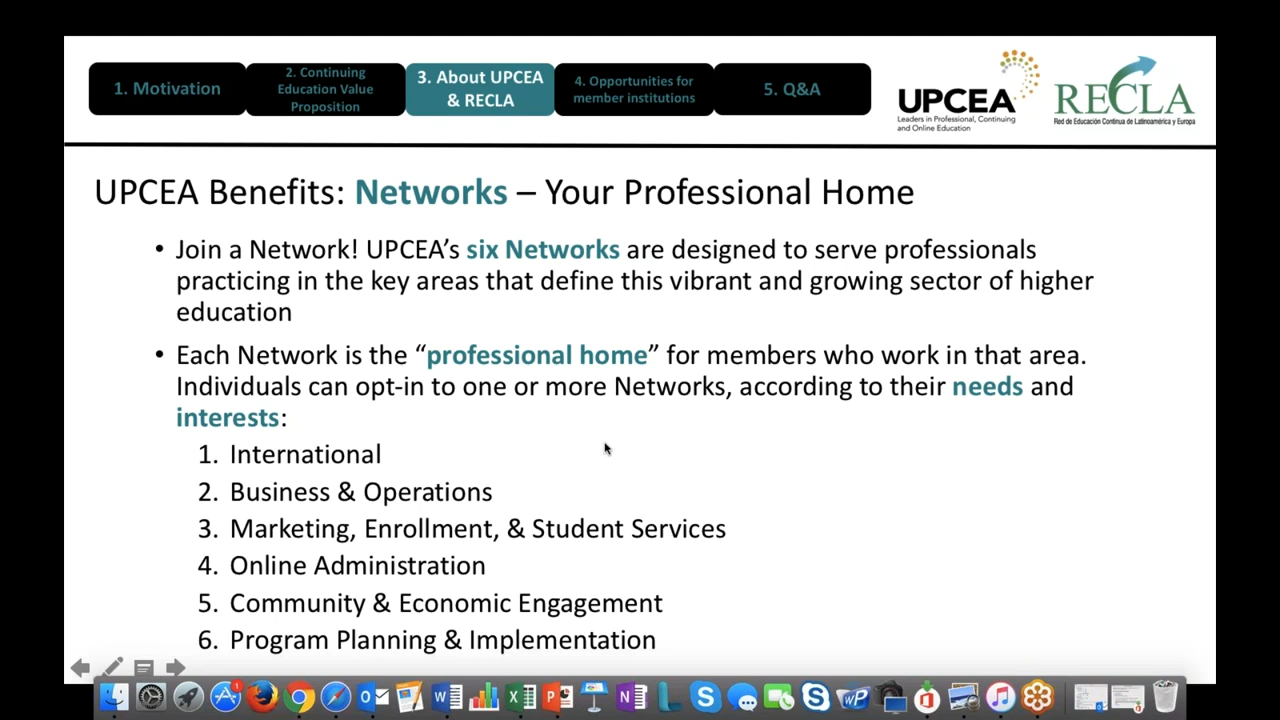 1. Motivation
2. Continuing
Education Value
Proposition
3. About UPCEA
& RECLA
4. Opportunities for
member institutions
5. Q&A
UPCEA
Leaders in Professional, Continuing
and Online Education
RECLA
Red de Educación Continua de Latinoamérica y Europa
UPCEA Benefits: Networks – Your Professional Home
• Join a Network! UPCEA’s six Networks are designed to serve professionals
practicing in the key areas that define this vibrant and growing sector of higher
education
• Each Network is the “professional home” for members who work in that area.
Individuals can opt-in to one or more Networks, according to their needs and
interests:
1. International
2. Business & Operations
3. Marketing, Enrollment, & Student Services
4. Online Administration
5. Community & Economic Engagement
6. Program Planning & Implementation